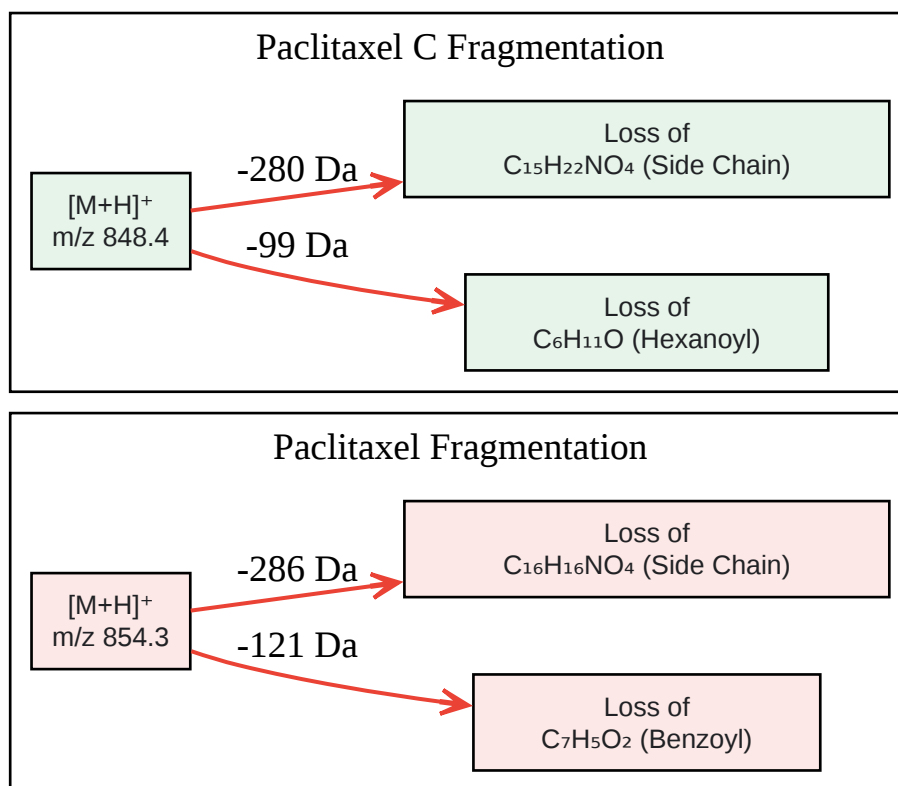 Paclitaxel C Fragmentation
-280 Da
Loss of
C₁₅H₂₂NO₄ (Side Chain)
[M+H]⁺
m/z 848.4
-99 Da
Loss of
C₆H₁₁O (Hexanoyl)
Paclitaxel Fragmentation
-286 Da
Loss of
C₁₆H₁₆NO₄ (Side Chain)
[M+H]⁺
m/z 854.3
-121 Da
Loss of
C₇H₅O₂ (Benzoyl)